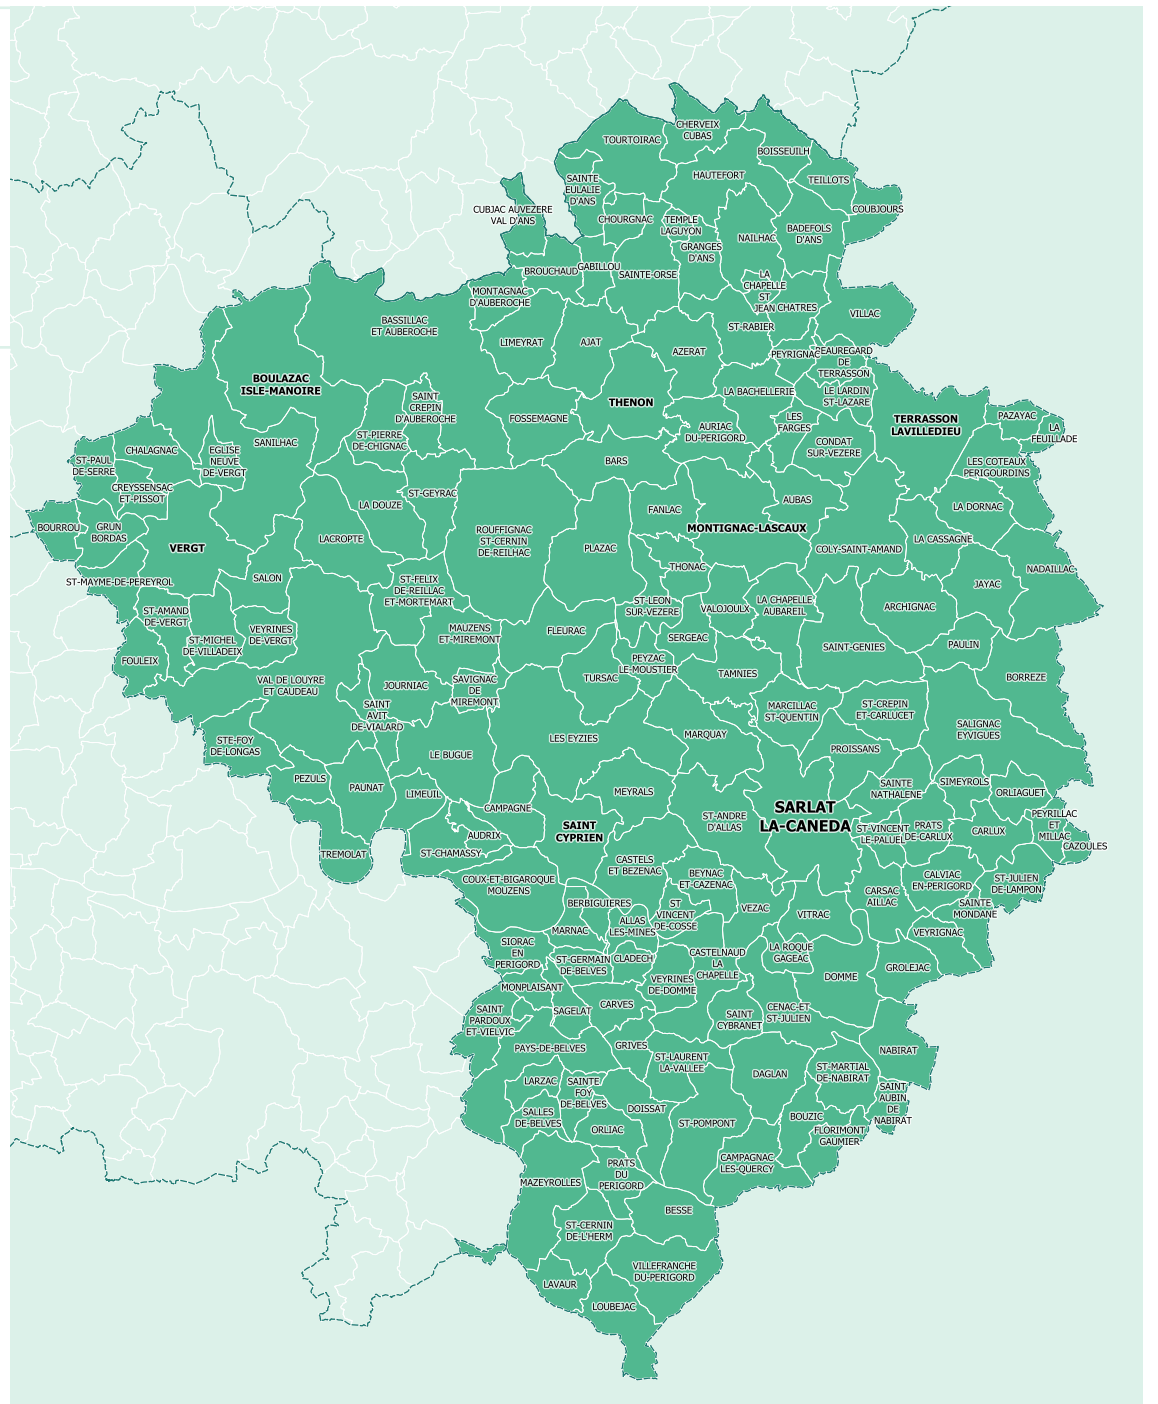 CHERVEIX
CUBAS
TOURTOIRAC
BOISSEUILH
HAUTEFORT
TEILLOTS
SAINTE
EULALIE
D'ANS
COUBJOURS
CUBJAC AUVEZERE
VAL D'ANS
CHOURGNAC
TEMPLE
LAGUYON
BADEFOLS
D'ANS
NAILHAC
GRANGES
D'ANS
BROUCHAUD
GABILLOU
SAINTE-ORSE
LA
CHAPELLE
ST
JEAN
CHATRES
MONTAGNAC
D'AUBEROCHE
VILLAC
BASSILLAC
ET AUBEROCHE
ST-RABIER
LIMEYRAT
AJAT
AZERAT
PEYRIGNAC
BEAUREGARD
DE
TERRASSON
BOULAZAC
ISLE-MANOIRE
LA BACHELLERIE
LE LARDIN
ST-LAZARE
SAINT
CREPIN
D'AUBEROCHE
THENON
FOSSEMAGNE
LES
FARGES
TERRASSON
LAVILLEDIEU
PAZAYAC
LA
FEUILLADE
AURIAC
DU-PERIGORD
ST-PIERRE
DE-CHIGNAC
SANILHAC
CONDAT
SUR-VEZERE
CHALAGNAC
EGLISE
NEUVE
DE-VERGT
ST-PAUL
DE-SERRE
BARS
LES COTEAUX
PERIGOURDINS
CREYSSENSAC
ET-PISSOT
ST-GEYRAC
LA DOUZE
AUBAS
FANLAC
LA DORNAC
BOURROU
GRUN
BORDAS
MONTIGNAC-LASCAUX
ROUFFIGNAC
ST-CERNIN
DE-REILHAC
LACROPTE
LA CASSAGNE
VERGT
PLAZAC
COLY-SAINT-AMAND
THONAC
NADAILLAC
ST-MAYME-DE-PEREYROL
SALON
ST-FELIX
DE-REILLAC
ET-MORTEMART
JAYAC
ST-LEON
SUR-VEZERE
VALOJOULX
LA CHAPELLE
AUBAREIL
ARCHIGNAC
ST-AMAND
DE-VERGT
VEYRINES
DE-VERGT
MAUZENS
ET-MIREMONT
FLEURAC
SERGEAC
ST-MICHEL
DE-VILLADEIX
SAINT-GENIES
PAULIN
FOULEIX
PEYZAC
LE-MOUSTIER
TAMNIES
BORREZE
VAL DE LOUYRE
ET CAUDEAU
JOURNIAC
SAVIGNAC
DE
MIREMONT
TURSAC
SAINT
AVIT
DE-VIALARD
MARCILLAC
ST-QUENTIN
ST-CREPIN
ET-CARLUCET
SALIGNAC
EYVIGUES
STE-FOY
DE-LONGAS
LES EYZIES
MARQUAY
PROISSANS
LE BUGUE
PEZULS
PAUNAT
LIMEUIL
MEYRALS
SAINTE
NATHALENE
SIMEYROLS
ORLIAGUET
CAMPAGNE
SARLAT
LA-CANEDA
ST-ANDRE
D'ALLAS
SAINT
CYPRIEN
AUDRIX
ST-VINCENT
LE-PALUEL
PRATS
DE-CARLUX
CARLUX
PEYRILLAC
ET
MILLAC
CAZOULES
TREMOLAT
ST-CHAMASSY
CASTELS
ET BEZENAC
BEYNAC
ET-CAZENAC
COUX-ET-BIGAROQUE
MOUZENS
CALVIAC
EN-PERIGORD
ST-JULIEN
DE-LAMPON
CARSAC
AILLAC
BERBIGUIERES
ST
VINCENT
DE-COSSE
VEZAC
VITRAC
SAINTE
MONDANE
ALLAS
LES-MINES
MARNAC
VEYRIGNAC
SIORAC
EN
PERIGORD
LA ROQUE
GAGEAC
CASTELNAUD
LA
CHAPELLE
ST-GERMAIN
DE-BELVES
CLADECH
GROLEJAC
VEYRINES
DE-DOMME
DOMME
MONPLAISANT
CARVES
SAGELAT
CENAC-ET
ST-JULIEN
SAINT
PARDOUX
ET-VIELVIC
SAINT
CYBRANET
PAYS-DE-BELVES
GRIVES
NABIRAT
ST-LAURENT
LA-VALLEE
ST-MARTIAL
DE-NABIRAT
DAGLAN
LARZAC
SAINTE
FOY
DE-BELVES
SAINT
AUBIN
DE
NABIRAT
DOISSAT
SALLES
DE-BELVES
BOUZIC
ST-POMPONT
ORLIAC
FLORIMONT
GAUMIER
CAMPAGNAC
LES-QUERCY
PRATS
DU
PERIGORD
MAZEYROLLES
BESSE
ST-CERNIN
DE-L'HERM
VILLEFRANCHE
DU-PERIGORD
LAVAUR
LOUBEJAC